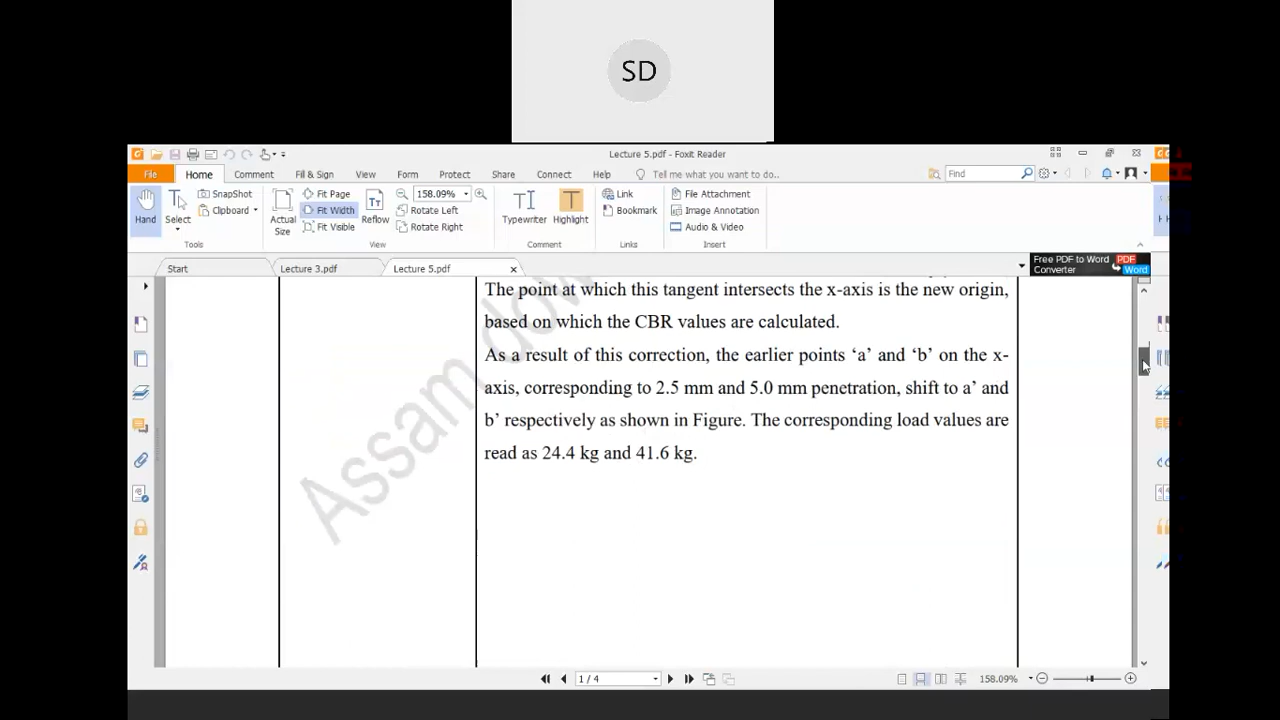 SD
Lecture 5.pdf - Foxit Reader
File Home Comment Fill & Sign View Form Protect Share Connect Help Tell me what you want to do.. Find
Hand
Select
SnapShot
Clipboard
Tools
Actual
Size
Fit Page
Fit Width
Fit Visible
Reflow
158.09%
Rotate Left
Rotate Right
View
Typewriter
Highlight
Comment
Link
Bookmark
Links
File Attachment
Image Annotation
Audio & Video
Insert
Start
Lecture 3.pdf
Lecture 5.pdf
Free PDF to Word
Converter
PDF
Word
The point at which this tangent intersects the x-axis is the new origin,
based on which the CBR values are calculated.
As a result of this correction, the earlier points ‘a’ and ‘b’ on the x-
axis, corresponding to 2.5 mm and 5.0 mm penetration, shift to a’ and
b’ respectively as shown in Figure. The corresponding load values are
read as 24.4 kg and 41.6 kg.
Assam dow
1 / 4
158.09%